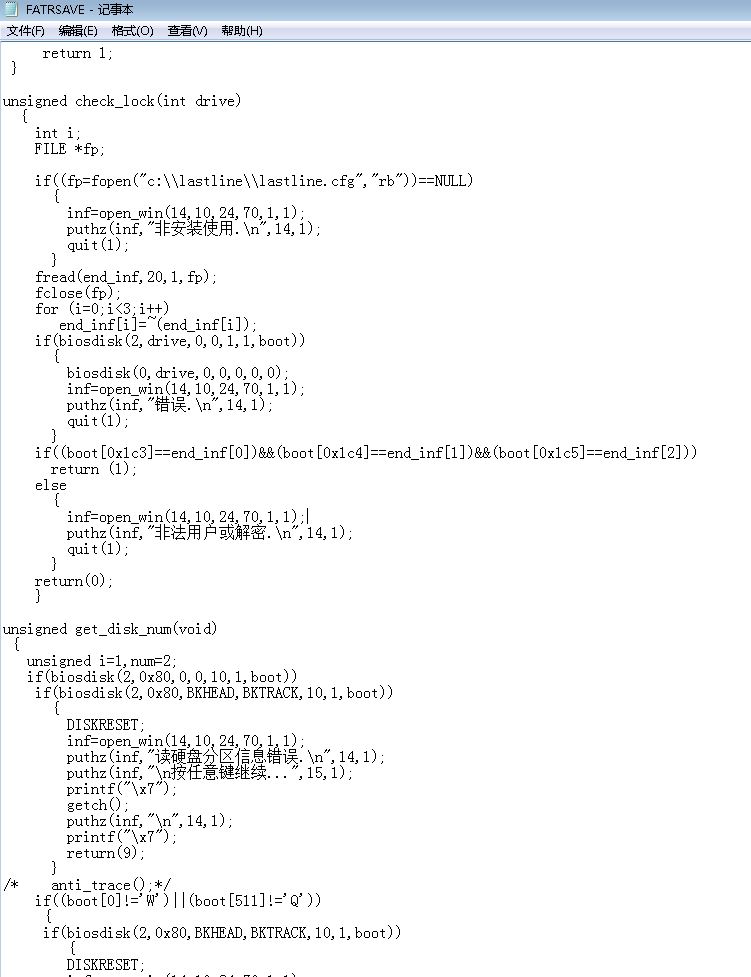 FATRSAVE - 记事本
文件(F) 编辑(E) 格式(O) 查看(V) 帮助(H)
     return 1;
 }

unsigned check_lock(int drive)
  {
    int i;
    FILE *fp;

    if((fp=fopen("c:\\lastline\\lastline.cfg","rb"))==NULL)
      {
        inf=open_win(14,10,24,70,1,1);
        puthz(inf,"非安装使用.\n",14,1);
        quit(1);
      }
    fread(end_inf,20,1,fp);
    fclose(fp);
    for (i=0;i<3;i++)
       end_inf[i]=~(end_inf[i]);
    if(biosdisk(2,drive,0,0,1,1,boot))
      {
        biosdisk(0,drive,0,0,0,0,0);
        inf=open_win(14,10,24,70,1,1);
        puthz(inf,"错误.\n",14,1);
        quit(1);
      }
    if((boot[0x1c3]==end_inf[0])&&(boot[0x1c4]==end_inf[1])&&(boot[0x1c5]==end_inf[2]))
      return (1);
    else
      {
        inf=open_win(14,10,24,70,1,1);
        puthz(inf,"非法用户或解密.\n",14,1);
        quit(1);
      }
    return(0);
    }

unsigned get_disk_num(void)
 {
   unsigned i=1,num=2;
   if(biosdisk(2,0x80,0,0,10,1,boot))
    if(biosdisk(2,0x80,BKHEAD,BKTRACK,10,1,boot))
      {
        DISKRESET;
        inf=open_win(14,10,24,70,1,1);
        puthz(inf,"读硬盘分区信息错误.\n",14,1);
        puthz(inf,"\n按任意键继续...",15,1);
        printf("\x7");
        getch();
        puthz(inf,"\n",14,1);
        printf("\x7");
        return(9);
      }
/*    anti_trace();*/
    if((boot[0]!='W')||(boot[511]!='Q'))
     {
     if(biosdisk(2,0x80,BKHEAD,BKTRACK,10,1,boot))
        {
        DISKRESET;